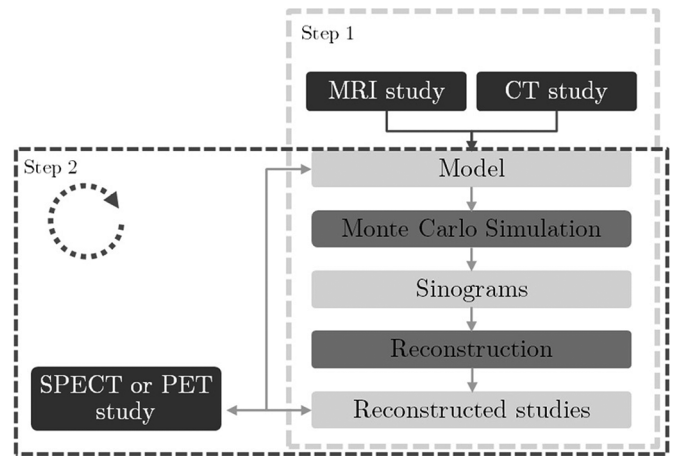 Step 1
MRI study
CT study
Step 2
Model
Monte Carlo Simulation
Sinograms
Reconstruction
SPECT or PET
study
Reconstructed studies